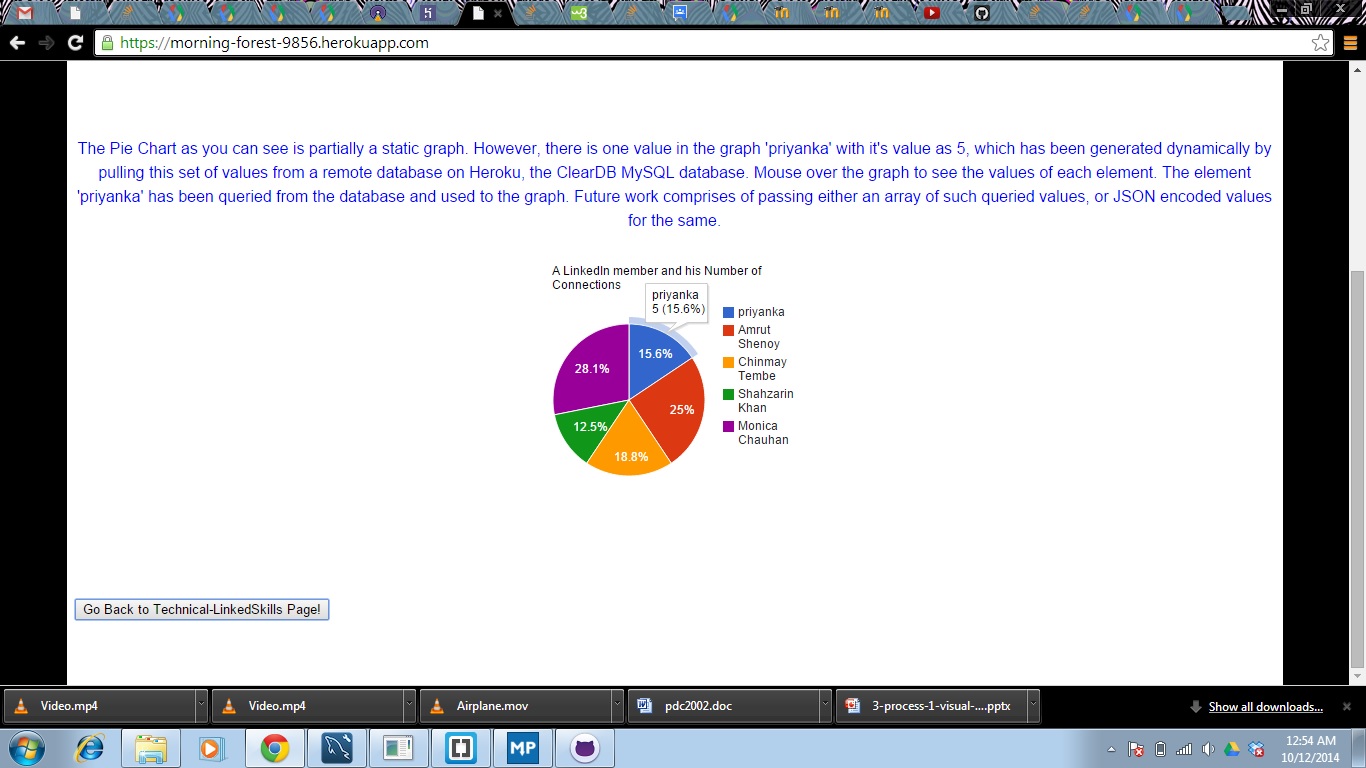 https://morning-forest-9856.herokuapp.com
The Pie Chart as you can see is partially a static graph. However, there is one value in the graph 'priyanka' with it's value as 5, which has been generated dynamically by
pulling this set of values from a remote database on Heroku, the ClearDB MySQL database. Mouse over the graph to see the values of each element. The element
'priyanka' has been queried from the database and used to the graph. Future work comprises of passing either an array of such queried values, or JSON encoded values
for the same.
A LinkedIn member and his Number of
Connections
priyanka
5 (15.6%)
priyanka
Amrut
Shenoy
Chinmay
Tembe
Shahzarin
Khan
Monica
Chauhan
15.6%
28.1%
25%
12.5%
18.8%
Go Back to Technical-LinkedSkills Page!
Video.mp4
Video.mp4
Airplane.mov
pdc2002.doc
3-process-1-visual-....pptx
Show all downloads...
MP
12:54 AM
10/12/2014